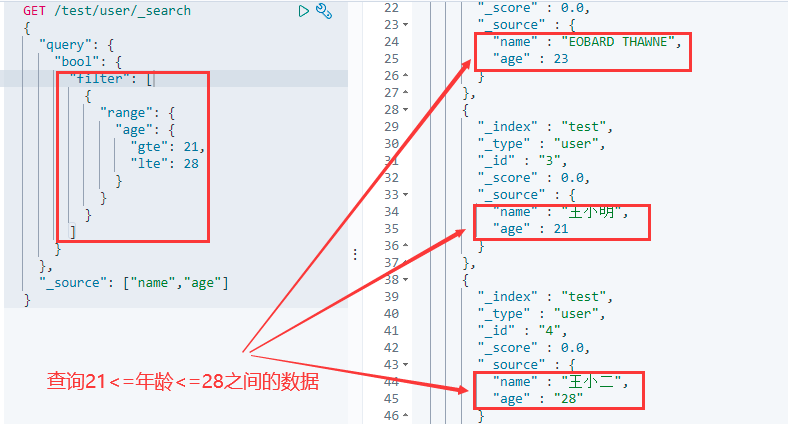 GET /test/user/_search
{
"query": {
"bool": {
"filter": [
{
"range": {
"age": {
"gte": 21,
"lte": 28
}
}
}
]
}
},
"_source": ["name","age"]
}
查询21<=年龄<=28之间的数据
22 "_score" : 0.0,
23 "_source" : {
24 "name" : "EOBARD THAWNE",
25 "age" : 23
26 }
27 },
28 {
29 "_index" : "test",
30 "_type" : "user",
31 "_id" : "3",
32 "_score" : 0.0,
33 "_source" : {
34 "name" : "王小明",
35 "age" : 21
36 }
37 },
38 {
39 "_index" : "test",
40 "_type" : "user",
41 "_id" : "4",
42 "_score" : 0.0,
43 "_source" : {
44 "name" : "王小二",
45 "age" : "28"
46 }